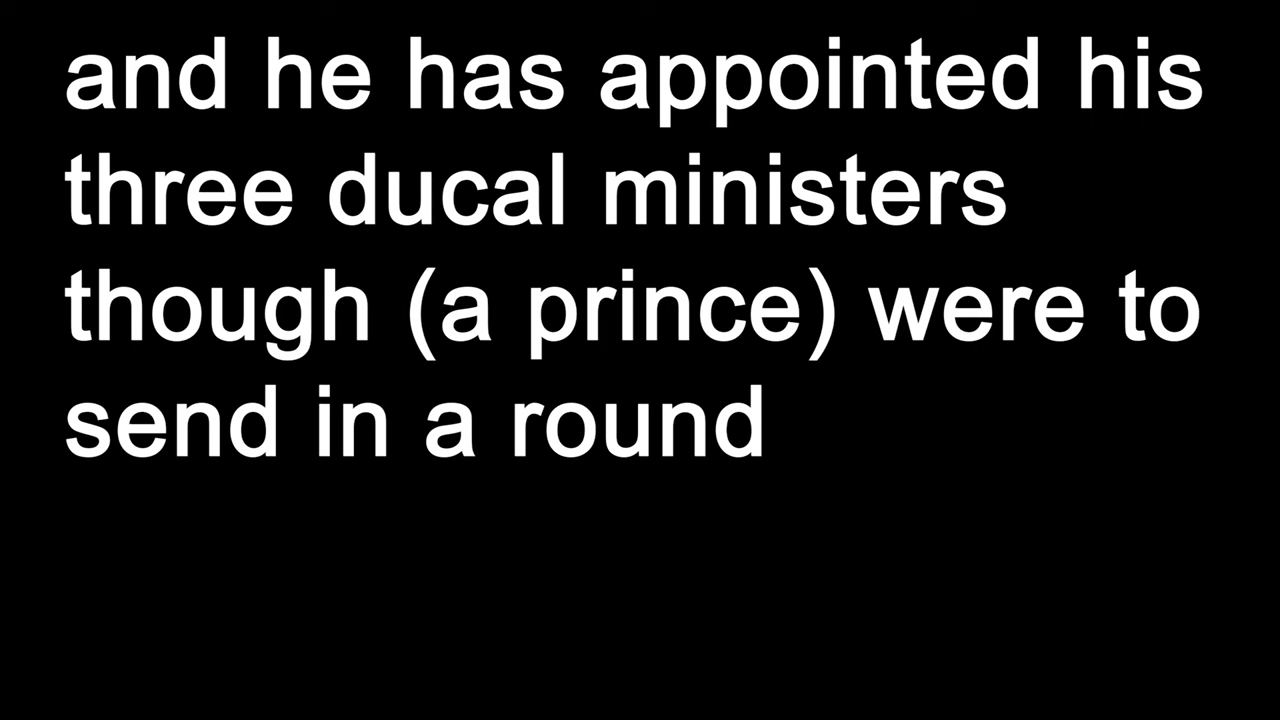 and he has appointed his
three ducal ministers
though (a prince) were to
send in a round